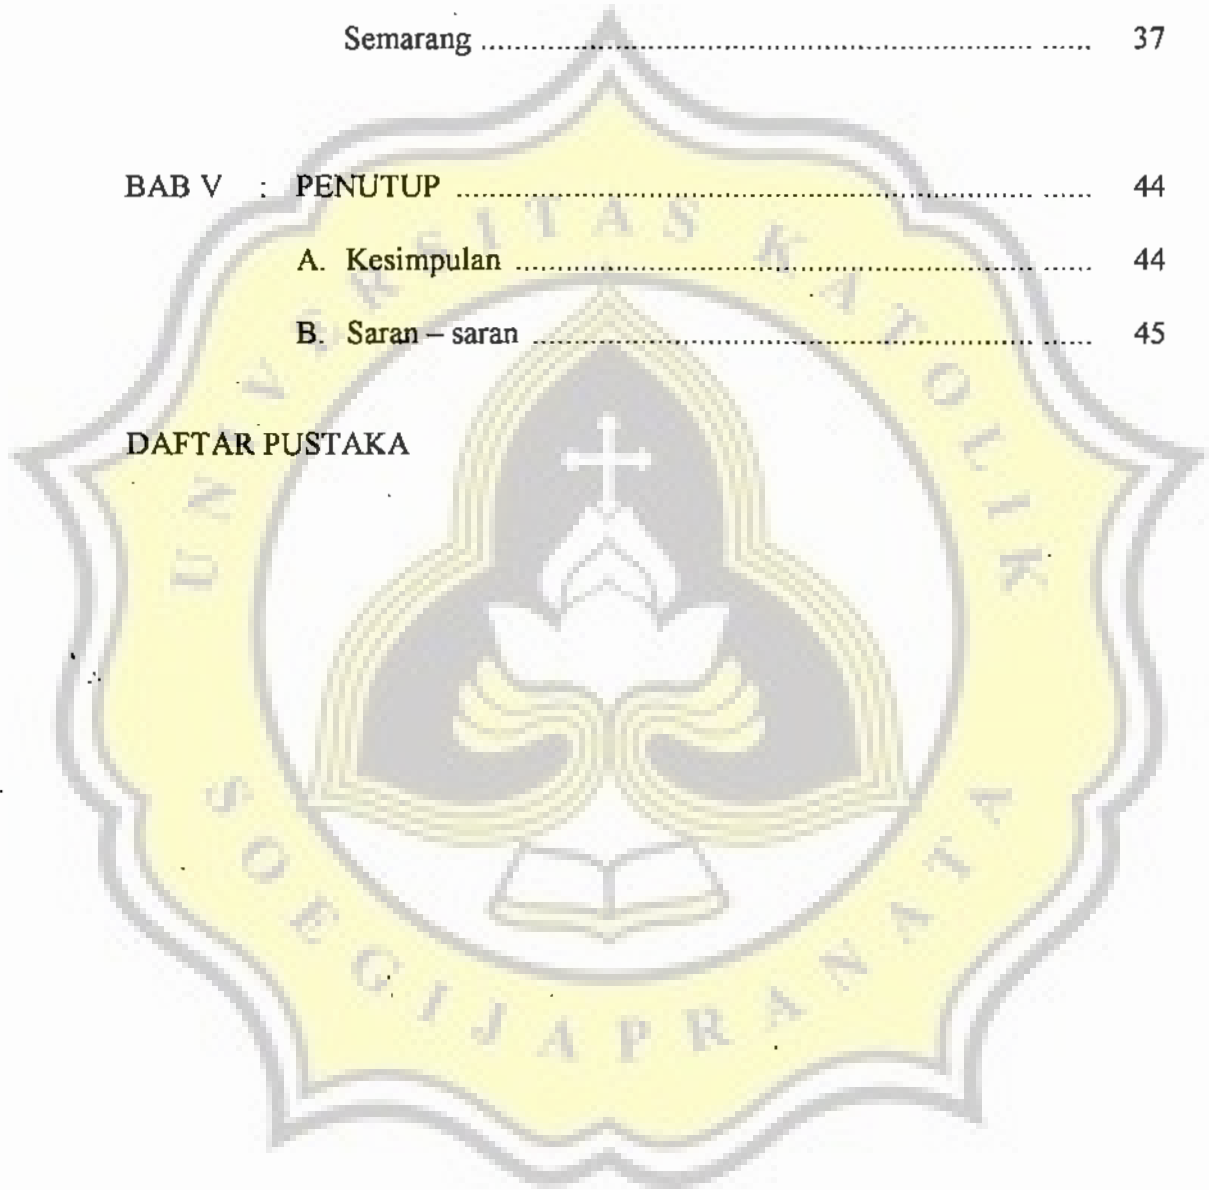 Semarang ........................................................................ 37
BAB V : PENUTUP ........................................................................ 44
A. Kesimpulan ........................................................................ 44
B. Saran – saran ........................................................................ 45
DAFTAR PUSTAKA
UNIVERSITAS KATOLIK
SOEGIJAPRANATA